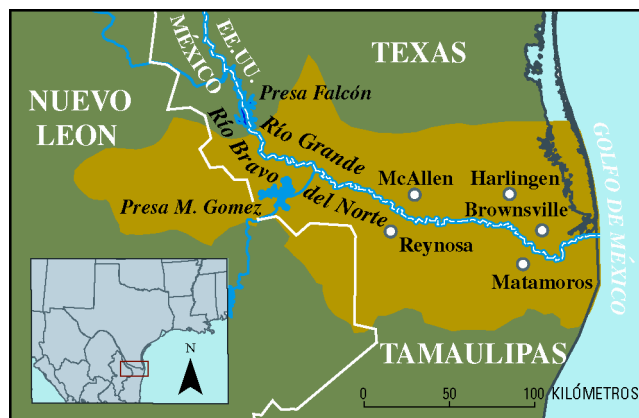 TEXAS
EE.UU.
MÉXICO
NUEVO
LEON
Presa Falcón
Río Grande
Río Bravo
del Norte
Presa M. Gomez
McAllen
Harlingen
Brownsville
Reynosa
Matamoros
GOLFO DE MÉXICO
TAMAULIPAS
N
0 50 100 KILÓMETROS